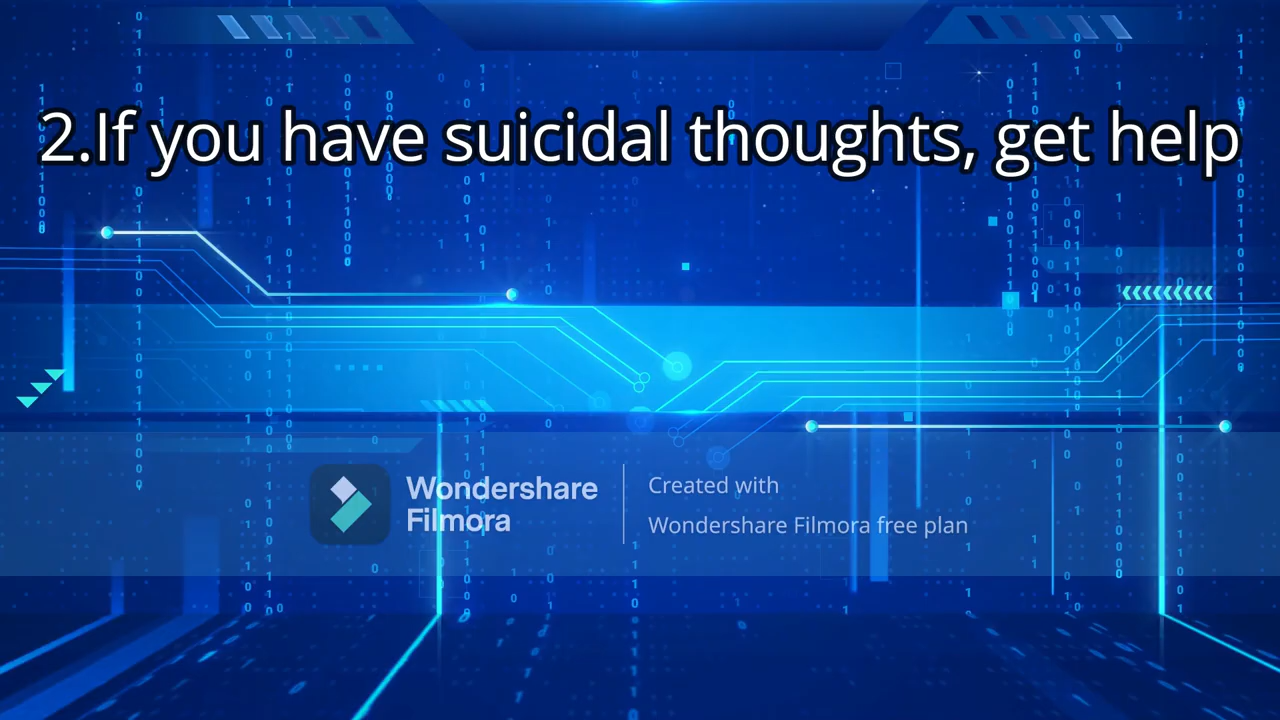 2.If you have suicidal thoughts, get help
Wondershare
Filmora
Created with
Wondershare Filmora free plan